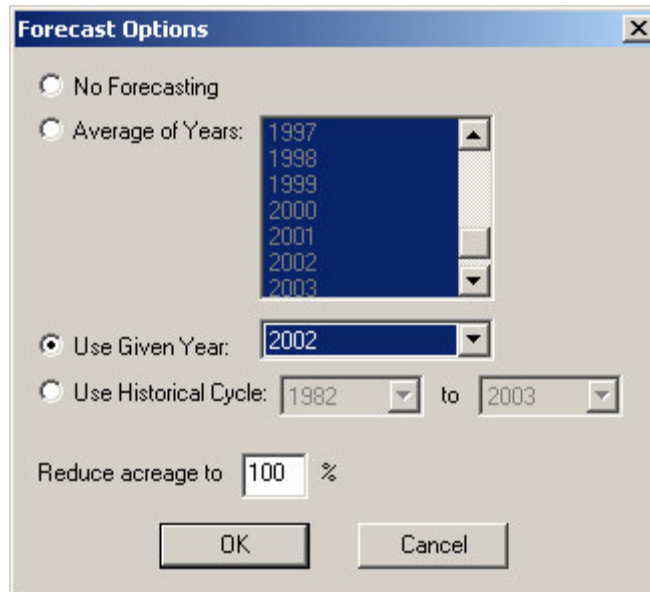 Forecast Options
No Forecasting
Average of Years:
1997
1998
1999
2000
2001
2002
2003
Use Given Year: 2002
Use Historical Cycle: 1982 to 2003
Reduce acreage to 100 %
OK Cancel